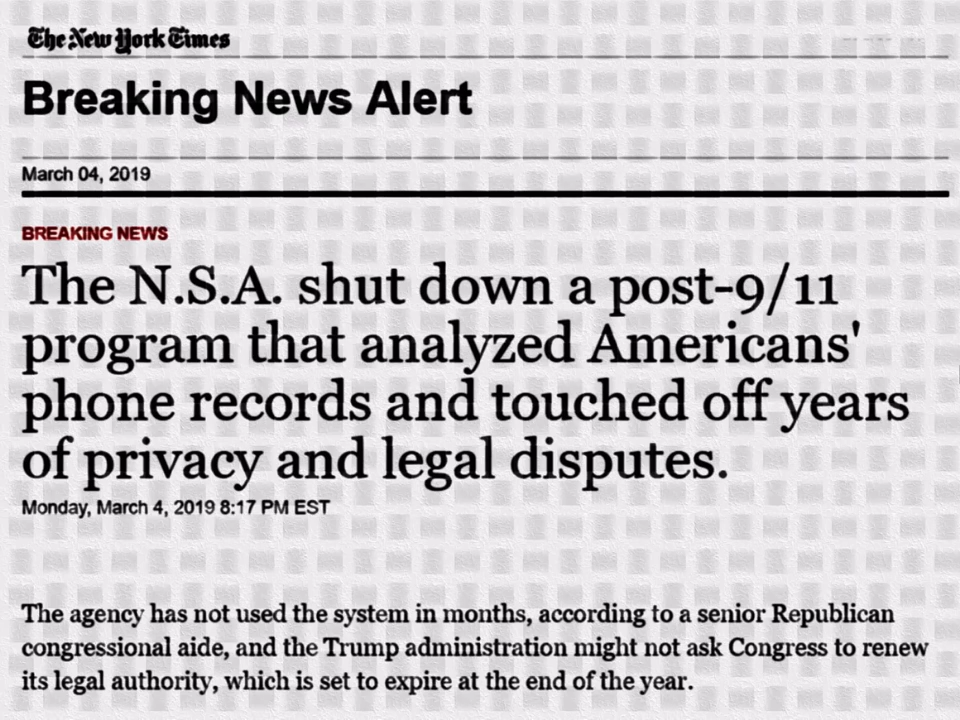 The New York Times
Breaking News Alert
March 04, 2019
BREAKING NEWS
The N.S.A. shut down a post-9/11
program that analyzed Americans'
phone records and touched off years
of privacy and legal disputes.
Monday, March 4, 2019 8:17 PM EST
The agency has not used the system in months, according to a senior Republican
congressional aide, and the Trump administration might not ask Congress to renew
its legal authority, which is set to expire at the end of the year.